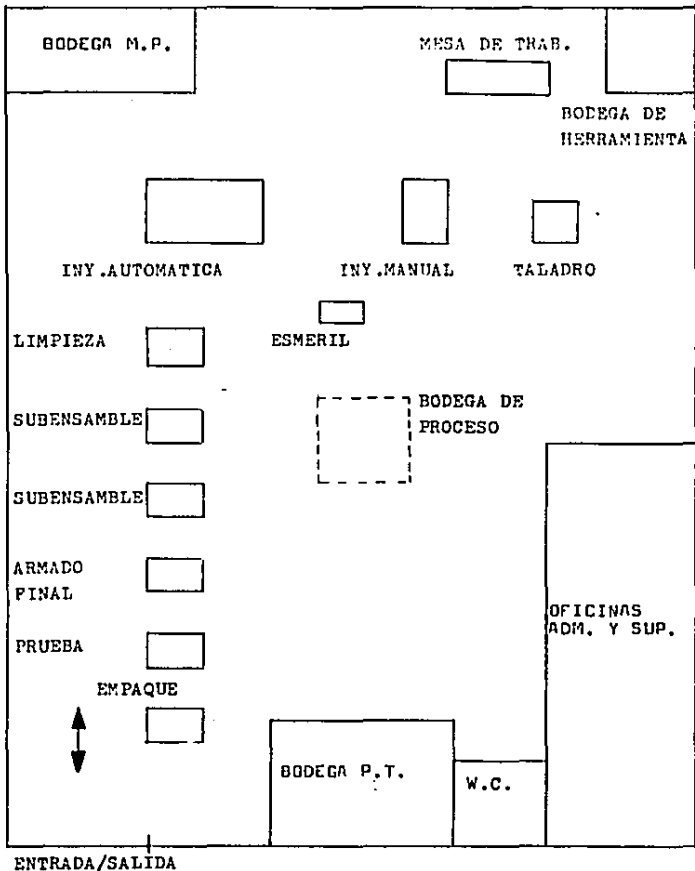 BODEGA M.P.
MESA DE TRAB.
BODEGA DE
HERRAMIENTA
INY.AUTOMATICA
INY.MANUAL
TALADRO
LIMPIEZA
ESMERIL
SUBENSAMBLE
BODEGA DE
PROCESO
SUBENSAMBLE
ARMADO
FINAL
OFICINAS
ADM. Y SUP.
PRUEBA
EMPAQUE
BODEGA P.T.
W.C.
ENTRADA/SALIDA